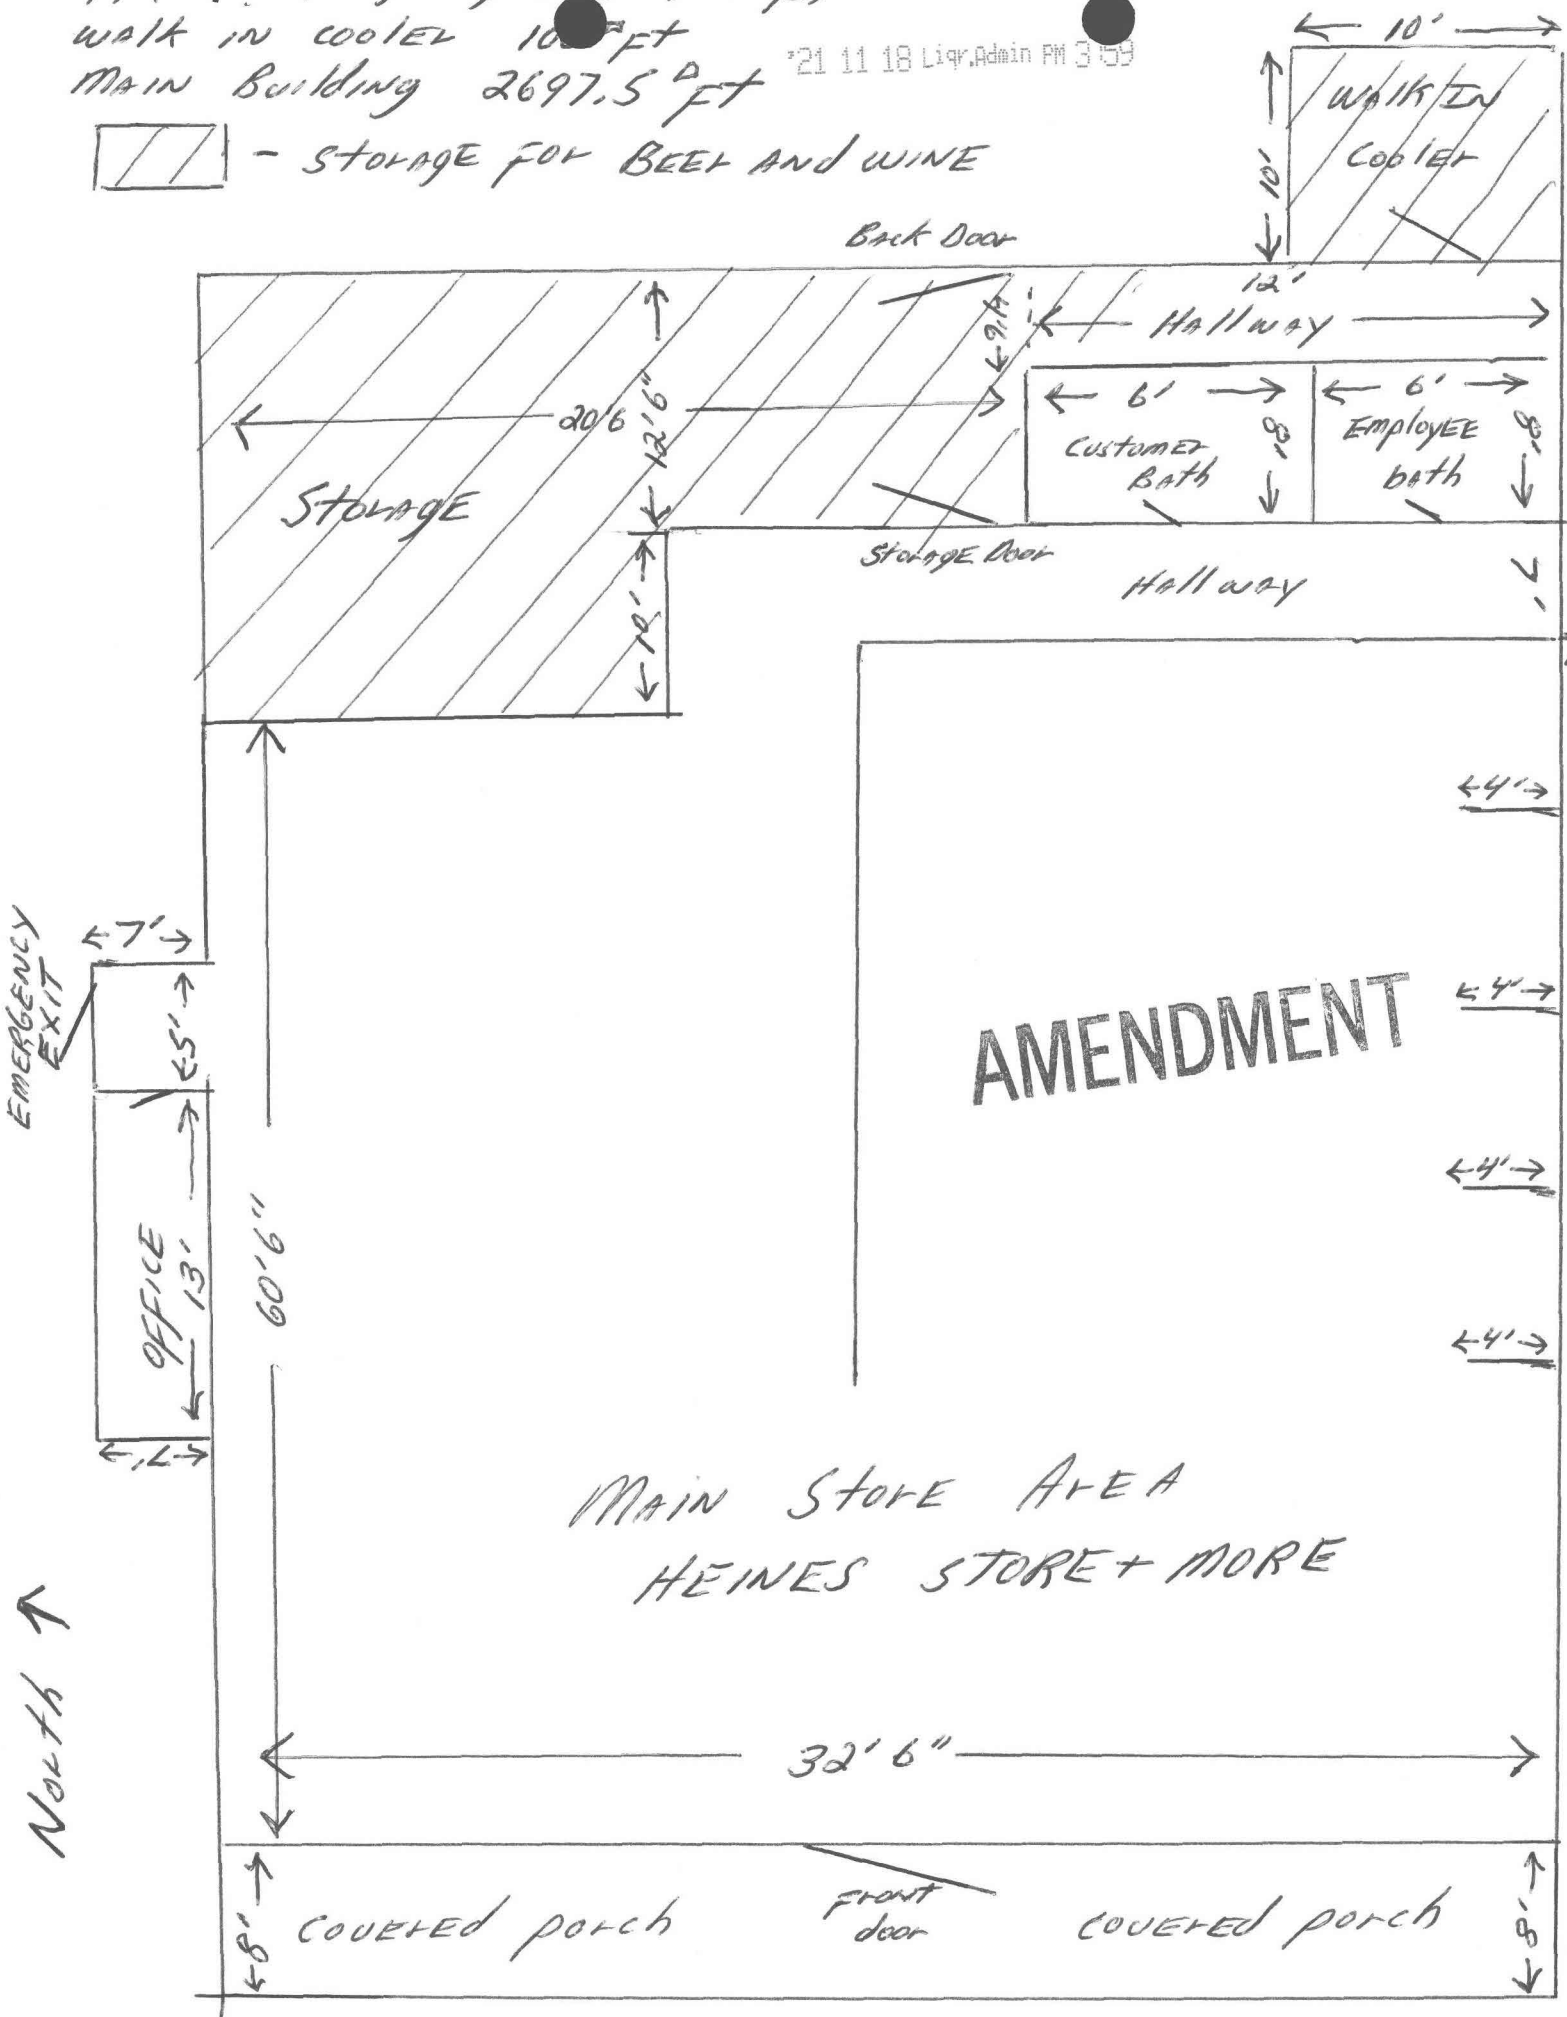 WALK IN COOLER 10 Ft
MAIN Building 2697.5 Ft
'21 11 18 Liqr.Admin PM 3 59
- STORAGE FOR BEER AND WINE
10'
10'
WALK IN
COOLER
Back Door
12'
Hallway
4'6
20'6
12'6"
STORAGE
10'
6'
Customer
Bath
8'
6'
Employee
bath
8'
Storage Door
Hallway
4'
4'
4'
4'
AMENDMENT
EMERGENCY
EXIT
7'
5'
OFFICE
13'
7'
60'6"
MAIN Store AREA
HEINES STORE + MORE
North
32'6"
8'
COVERED porch
Front
door
COVERED porch
8'